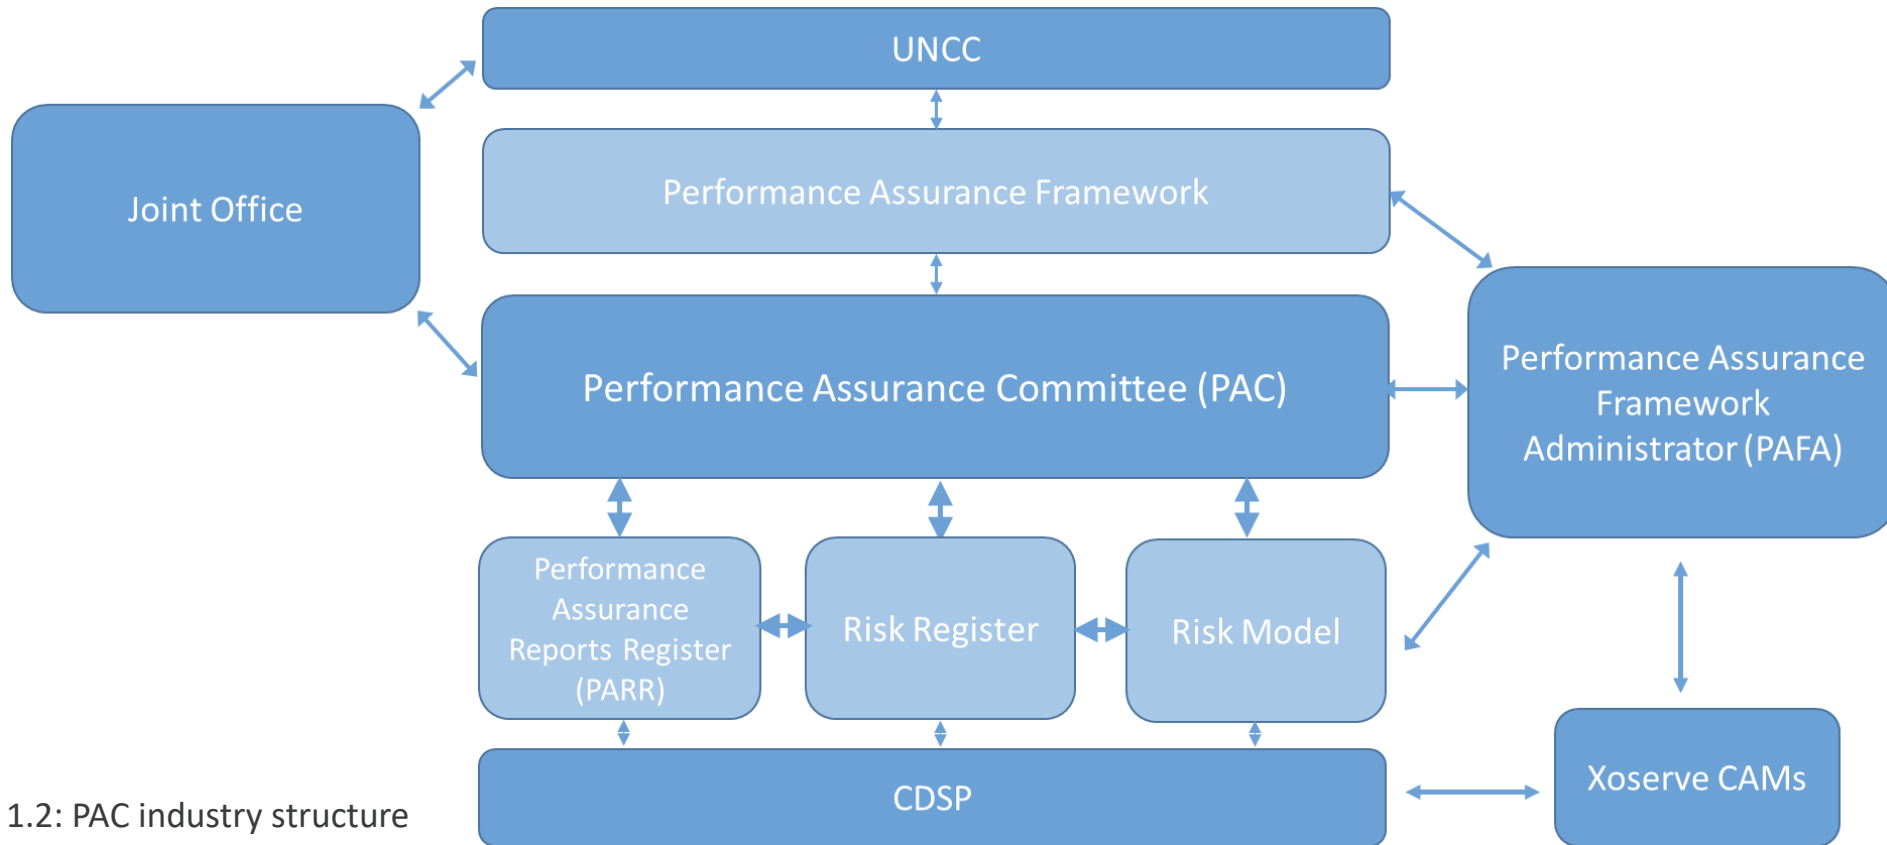 UNCC
Performance Assurance Framework
Joint Office
Performance Assurance Committee (PAC)
Performance Assurance
Framework
Administrator (PAFA)
Performance
Assurance
Reports Register
(PARR)
Risk Register
Risk Model
CDSP
Xoserve CAMs
1.2: PAC industry structure